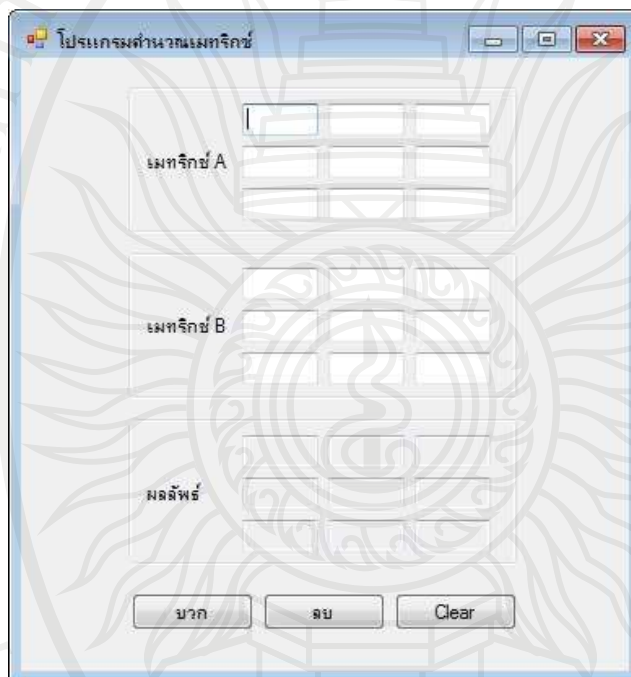 โปรแกรมคำนวณเมทริกซ์
เมทริกซ์ A
เมทริกซ์ B
ผลลัพธ์
บวก
ลบ
Clear